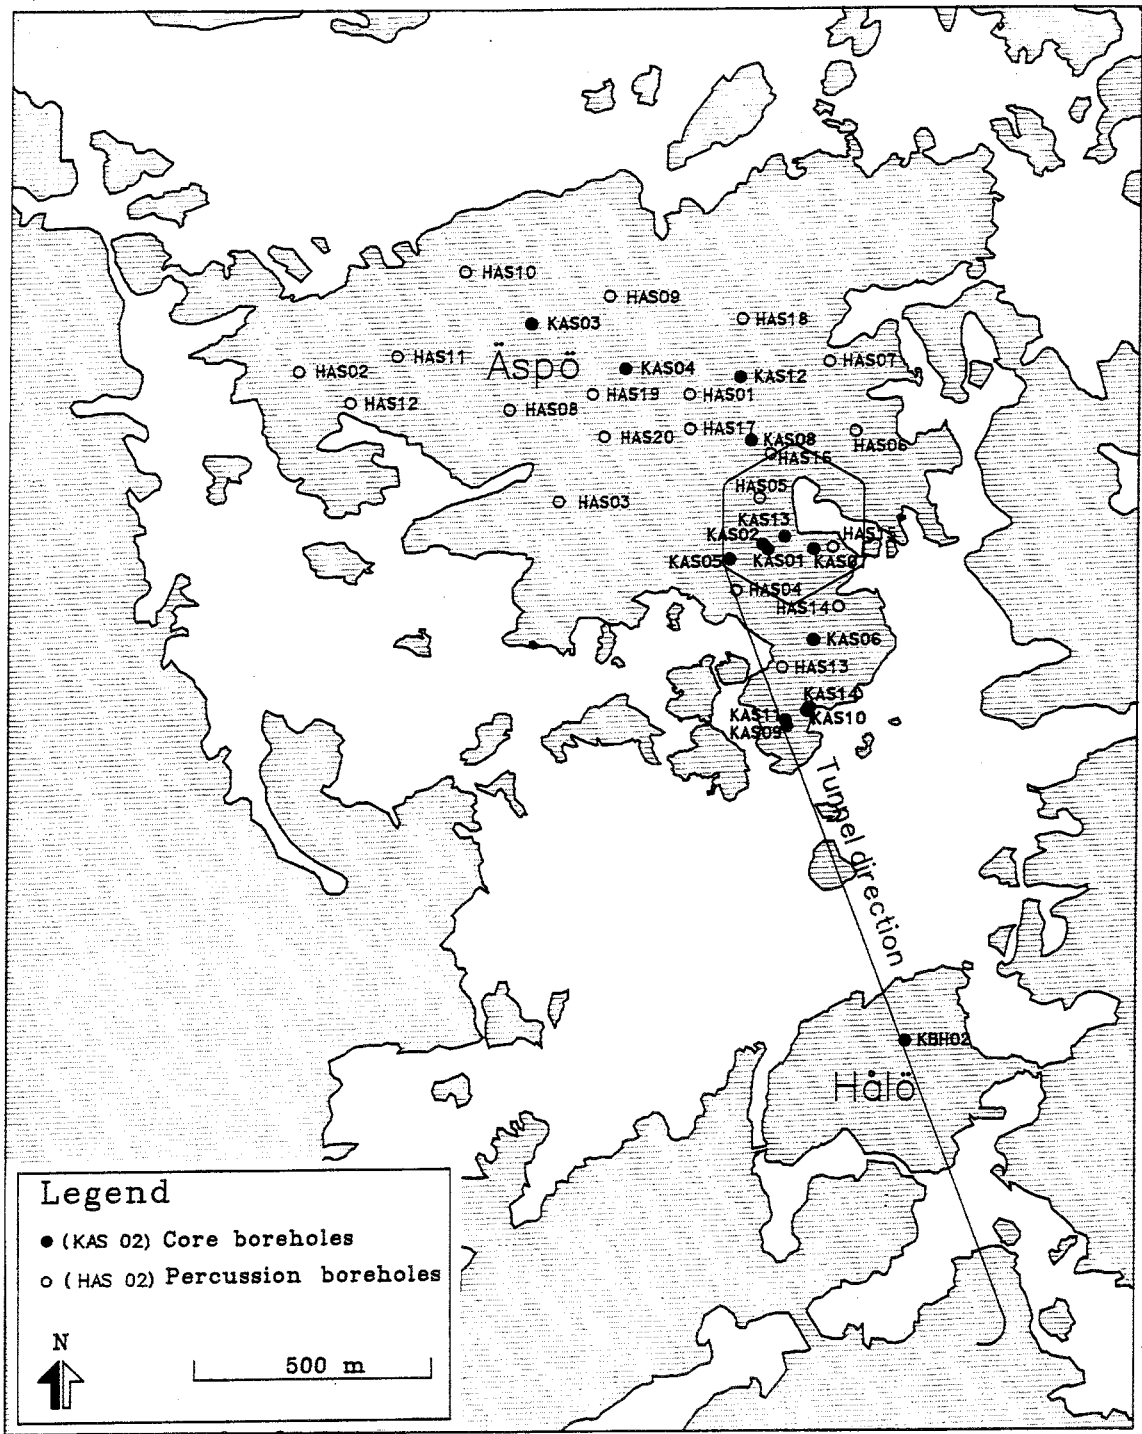 HAS10
HAS09
KAS03
HAS18
HAS11
HAS07
Äspö
HAS02
KAS04
KAS12
HAS12
HAS08
HAS19
HAS01
HAS17
HAS20
KAS08
HAS06
HAS16
HAS05
HAS03
KAS13
KAS02
HAS15
KAS05
KAS01
HAS04
HAS14
KAS06
HAS13
KAS14
KAS11
KAS10
KAS09
Tunnel direction
KBH02
Hålö
Legend
(KAS 02) Core boreholes
(HAS 02) Percussion boreholes
N
500 m